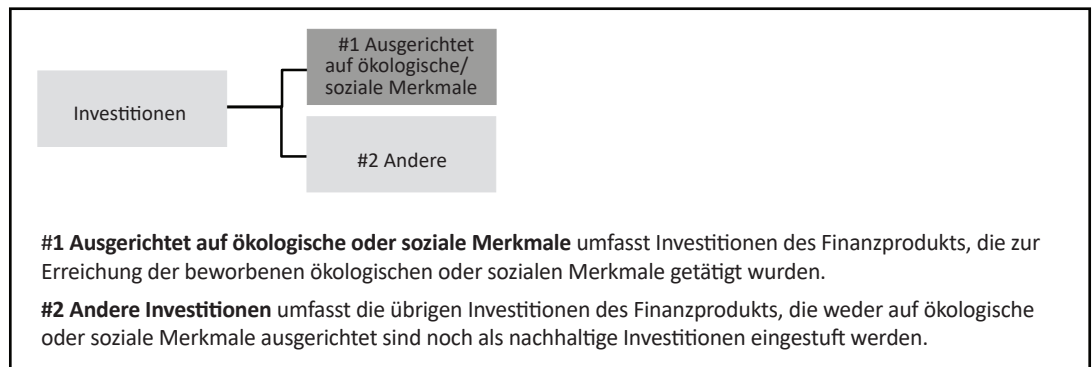 #1 Ausgerichtet
auf ökologische/
soziale Merkmale
Investitionen
#2 Andere
#1 Ausgerichtet auf ökologische oder soziale Merkmale umfasst Investitionen des Finanzprodukts, die zur
Erreichung der beworbenen ökologischen oder sozialen Merkmale getätigt wurden.
#2 Andere Investitionen umfasst die übrigen Investitionen des Finanzprodukts, die weder auf ökologische
oder soziale Merkmale ausgerichtet sind noch als nachhaltige Investitionen eingestuft werden.